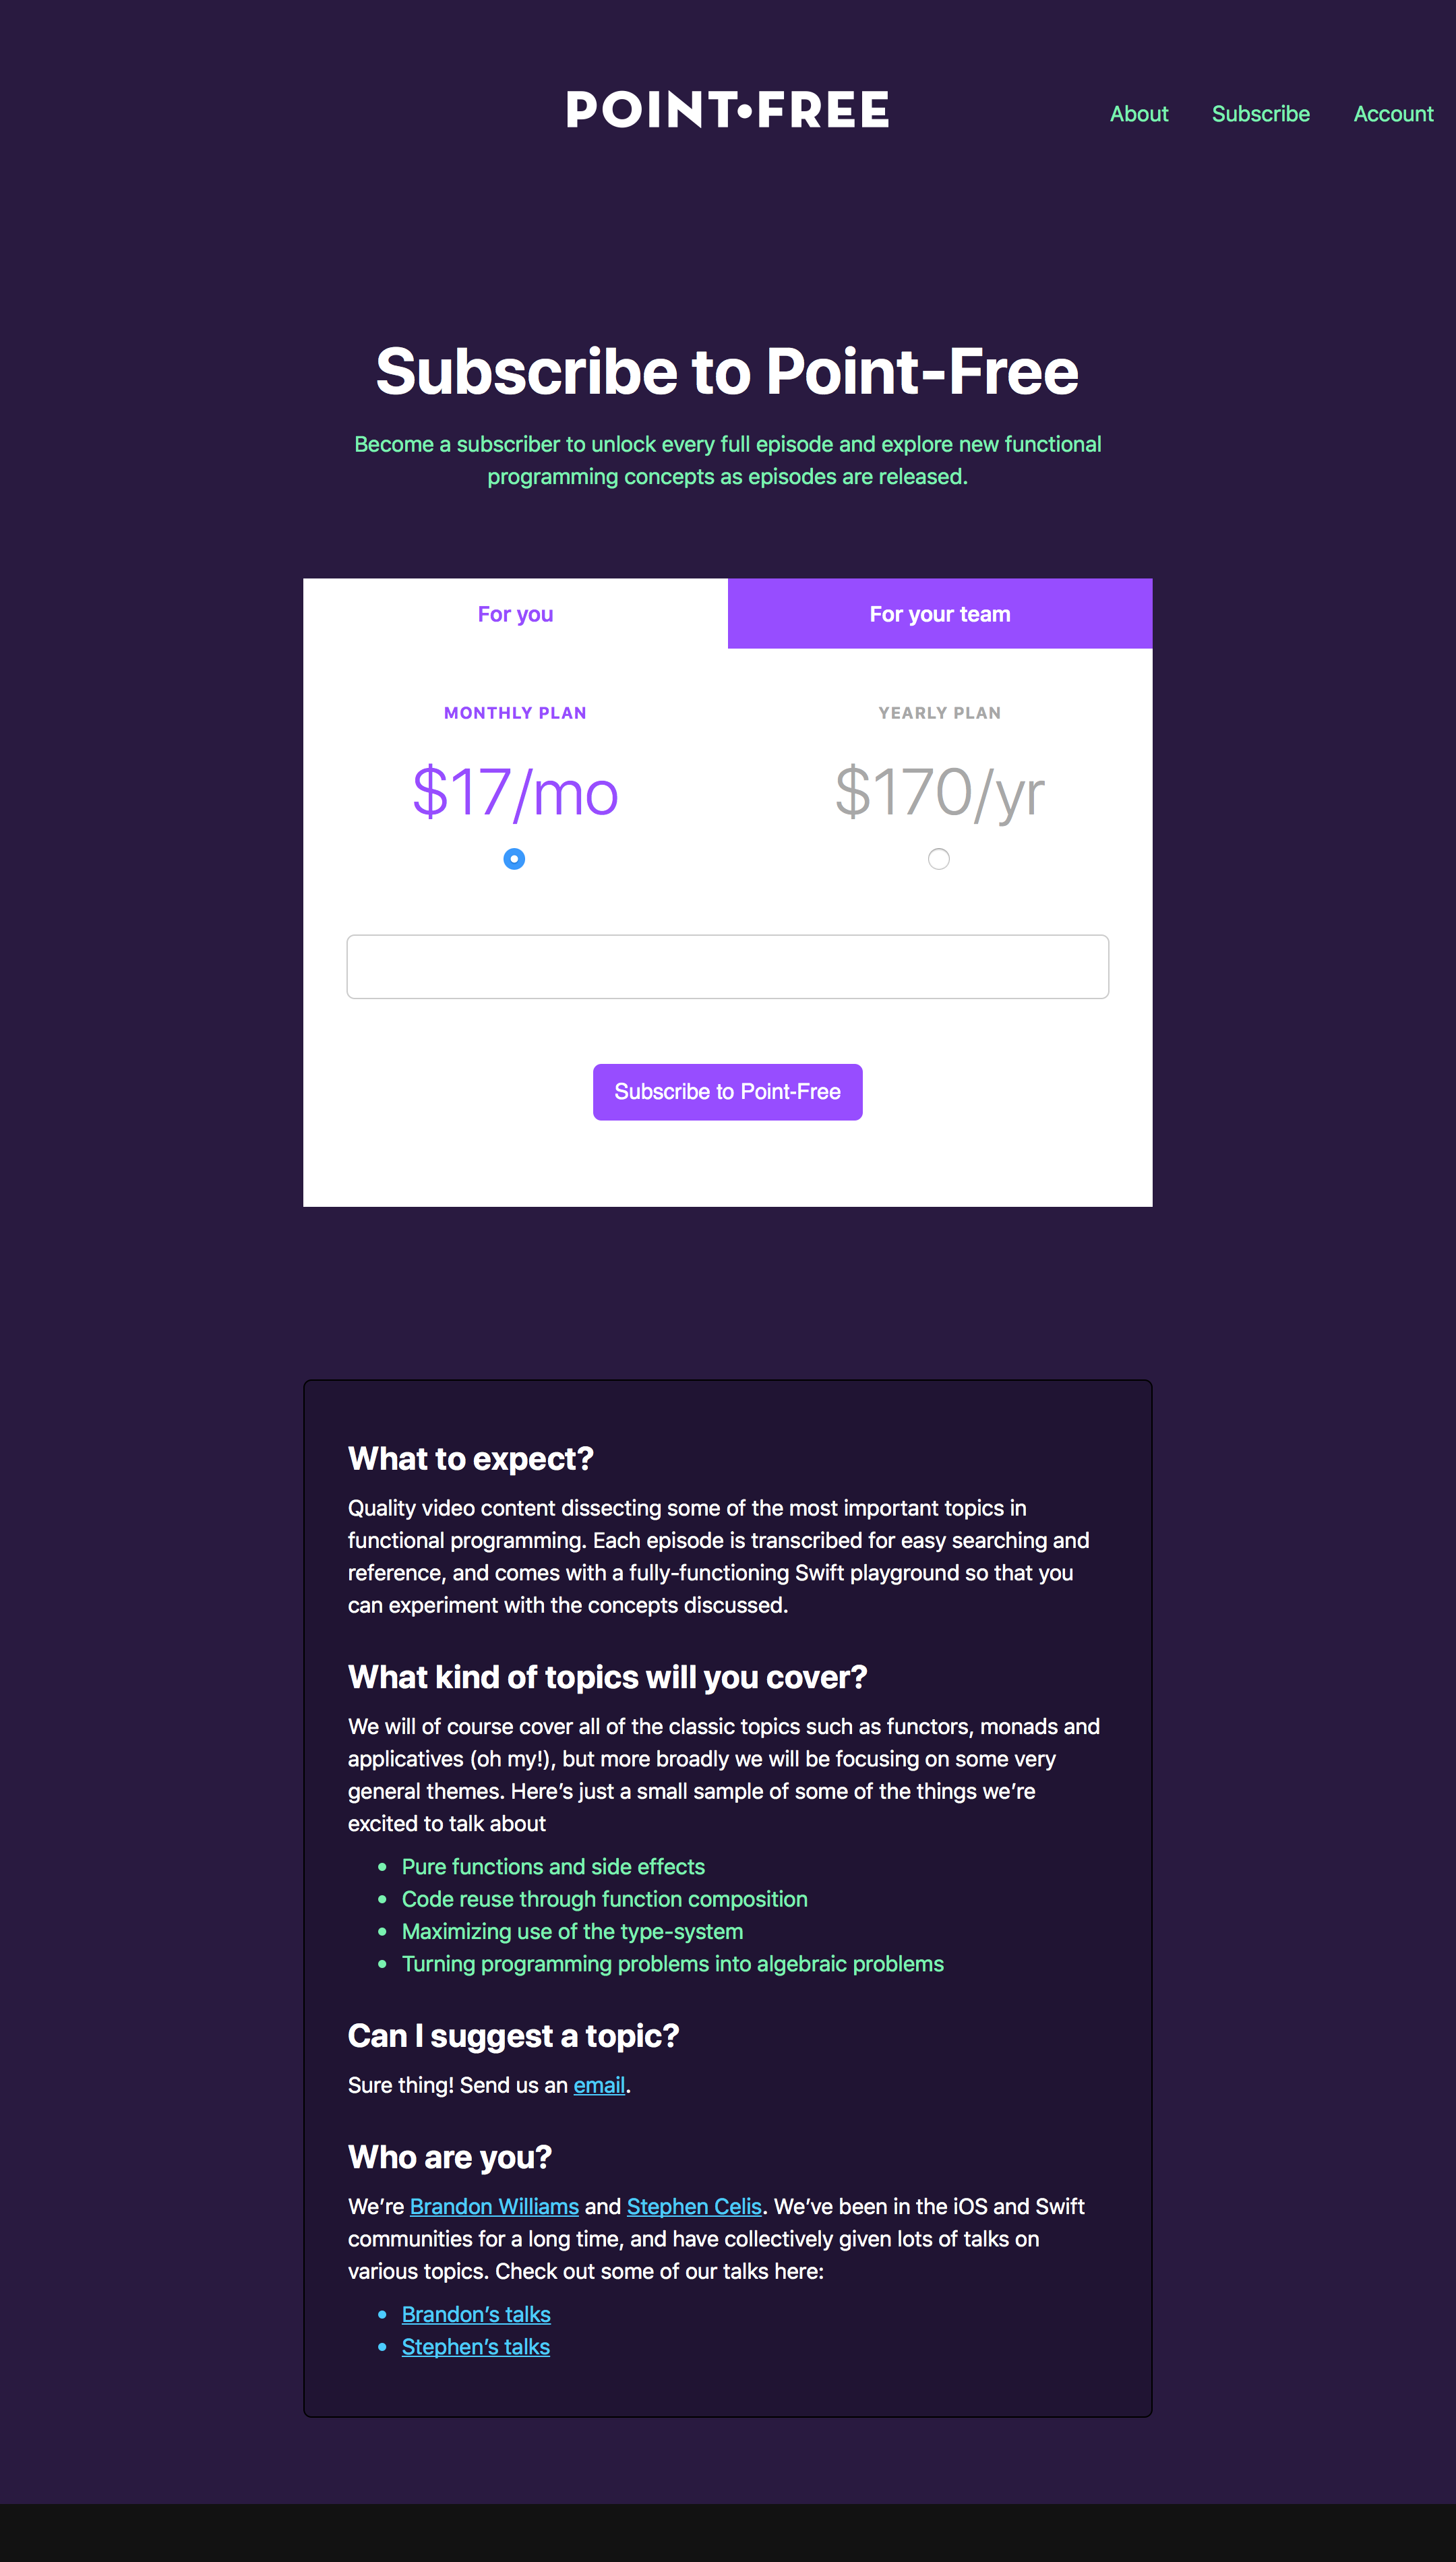 POINT•FREE
About Subscribe Account
Subscribe to Point-Free
Become a subscriber to unlock every full episode and explore new functional
programming concepts as episodes are released.
For you For your team
MONTHLY PLAN YEARLY PLAN
$17/mo $170/yr
Subscribe to Point-Free
What to expect?
Quality video content dissecting some of the most important topics in
functional programming. Each episode is transcribed for easy searching and
reference, and comes with a fully-functioning Swift playground so that you
can experiment with the concepts discussed.
What kind of topics will you cover?
We will of course cover all of the classic topics such as functors, monads and
applicatives (oh my!), but more broadly we will be focusing on some very
general themes. Here’s just a small sample of some of the things we’re
excited to talk about
• Pure functions and side effects
• Code reuse through function composition
• Maximizing use of the type-system
• Turning programming problems into algebraic problems
Can I suggest a topic?
Sure thing! Send us an email.
Who are you?
We’re Brandon Williams and Stephen Celis. We’ve been in the iOS and Swift
communities for a long time, and have collectively given lots of talks on
various topics. Check out some of our talks here:
• Brandon’s talks
• Stephen’s talks